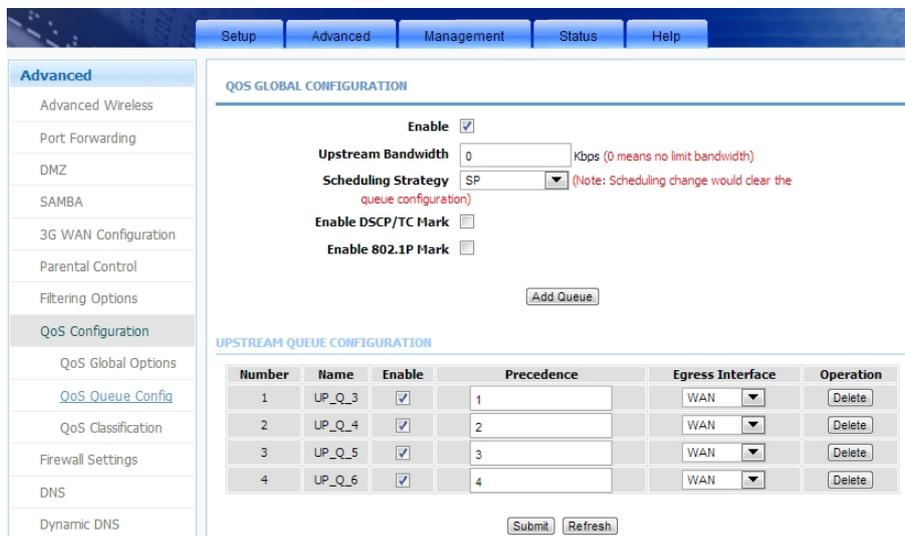 Setup Advanced Management Status Help
Advanced
Advanced Wireless
Port Forwarding
DMZ
SAMBA
3G WAN Configuration
Parental Control
Filtering Options
QoS Configuration
QoS Global Options
QoS Queue Config
QoS Classification
Firewall Settings
DNS
Dynamic DNS
QOS GLOBAL CONFIGURATION
Enable
Upstream Bandwidth 0 Kbps (0 means no limit bandwidth)
Scheduling Strategy SP (Note: Scheduling change would clear the
queue configuration)
Enable DSCP/TC Mark
Enable 802.1P Mark
Add Queue
UPSTREAM QUEUE CONFIGURATION
Number Name Enable Precedence Egress Interface Operation
1 UP_Q_3 1 WAN Delete
2 UP_Q_4 2 WAN Delete
3 UP_Q_5 3 WAN Delete
4 UP_Q_6 4 WAN Delete
Submit Refresh